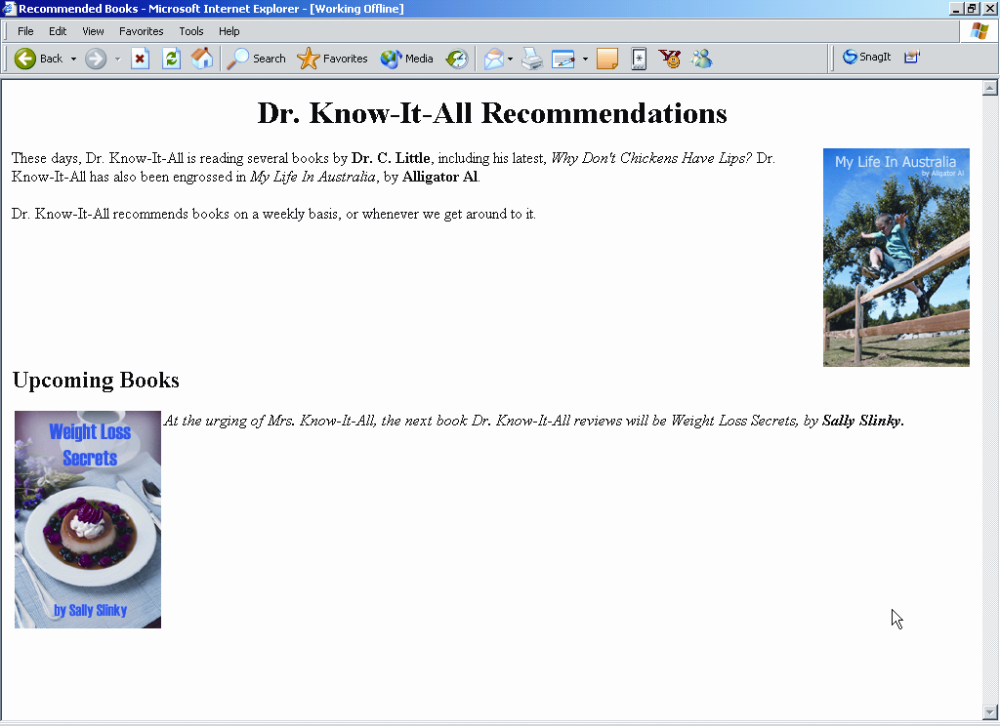 Recommended Books - Microsoft Internet Explorer - [Working Offline]
File Edit View Favorites Tools Help
Back Search Favorites Media SnagIt
Dr. Know-It-All Recommendations
These days, Dr. Know-It-All is reading several books by Dr. C. Little, including his latest, Why Don't Chickens Have Lips? Dr.
Know-It-All has also been engrossed in My Life In Australia, by Alligator Al.
Dr. Know-It-All recommends books on a weekly basis, or whenever we get around to it.
My Life In Australia
by Aligator Al
Upcoming Books
Weight Loss
Secrets
by Sally Slinky
At the urging of Mrs. Know-It-All, the next book Dr. Know-It-All reviews will be Weight Loss Secrets, by Sally Slinky.